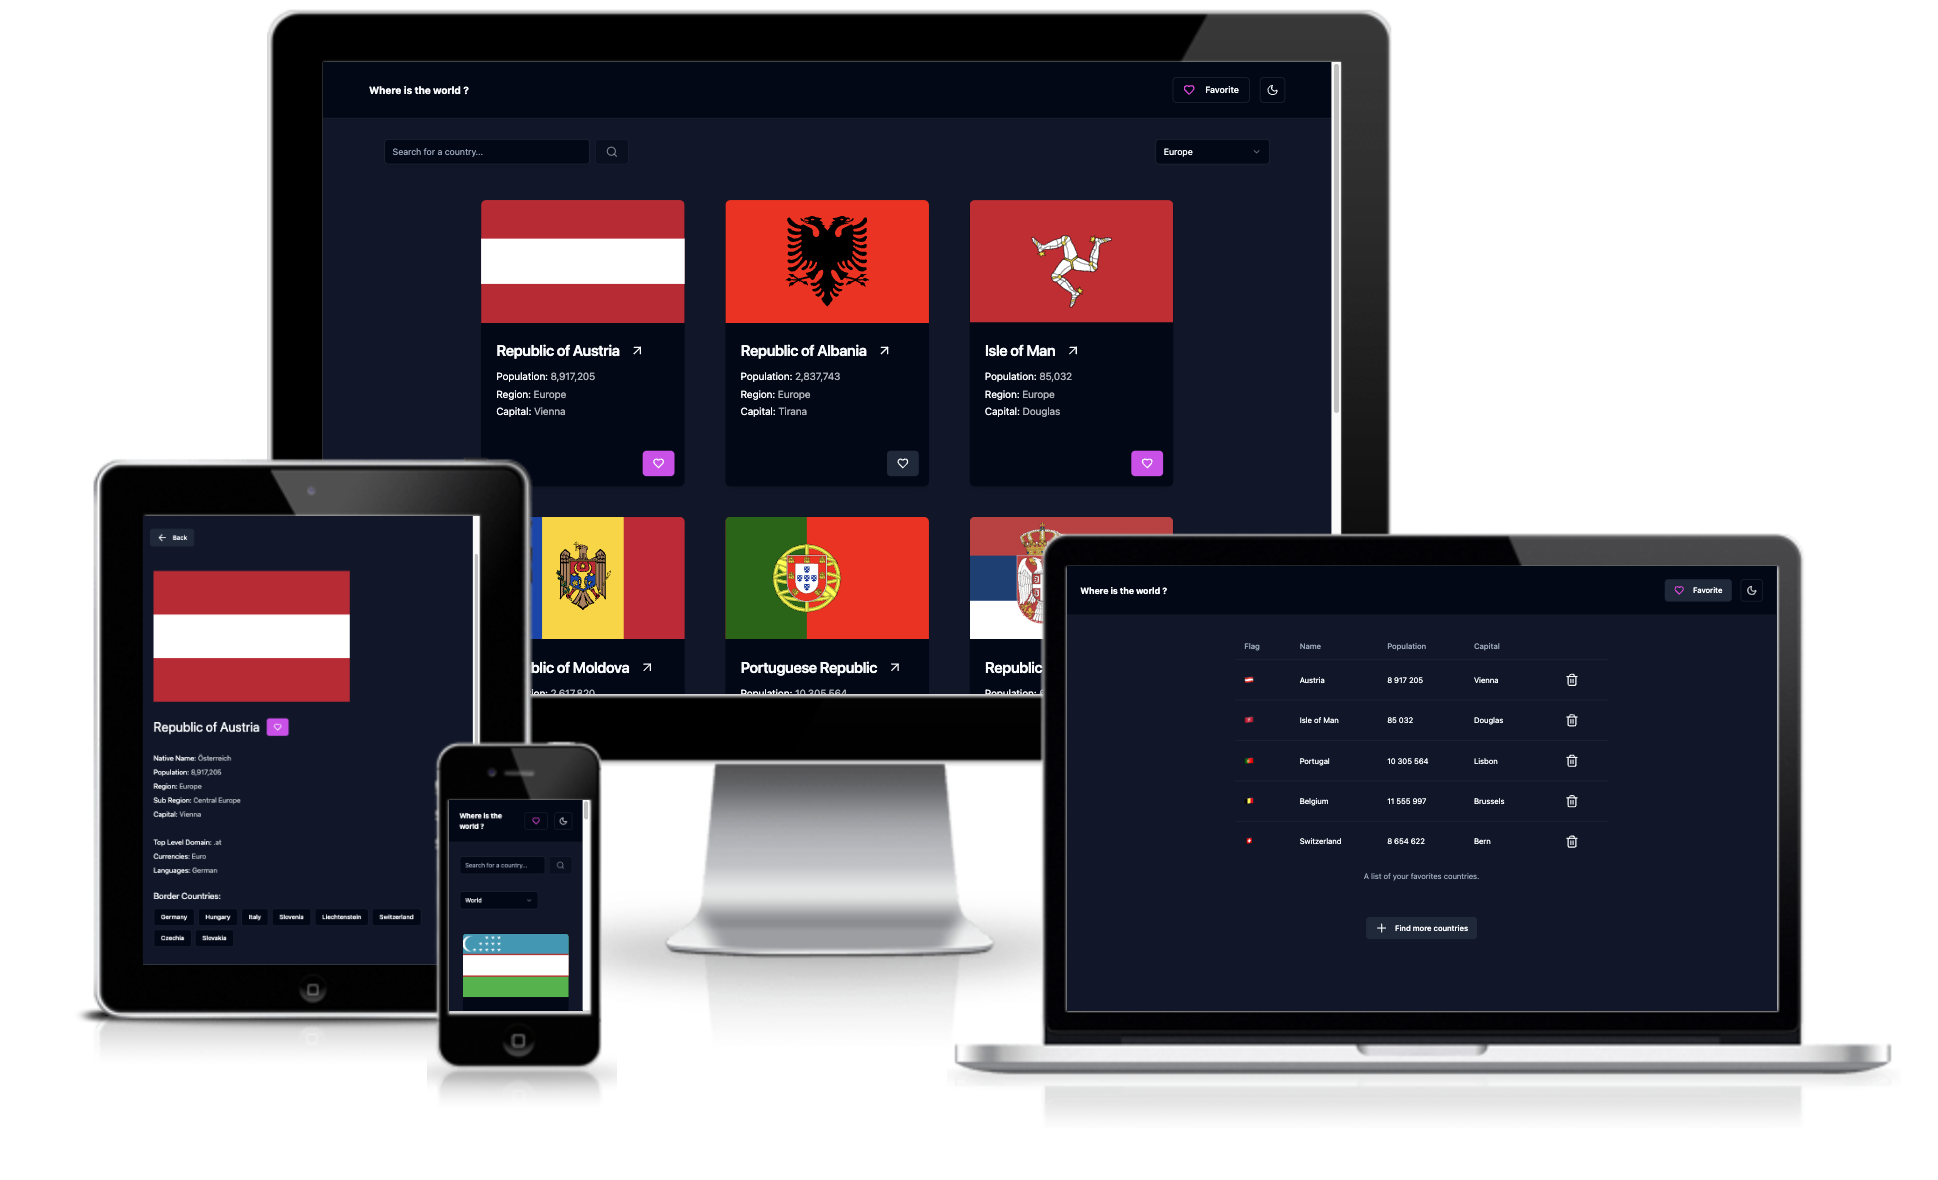 Where is the world ?
Favorite
Search for a country...
Europe
Republic of Austria
Population: 8,917,205
Region: Europe
Capital: Vienna
Republic of Albania
Population: 2,837,743
Region: Europe
Capital: Tirana
Isle of Man
Population: 85,032
Region: Europe
Capital: Douglas
blic of Moldova
ion: 2,617,820
Portuguese Republic
Population: 10,305,564
Republic
Population:
Back
Republic of Austria
Native Name: Österreich
Population: 8,917,205
Region: Europe
Sub Region: Central Europe
Capital: Vienna
Top Level Domain: .at
Currencies: Euro
Languages: German
Border Countries:
Germany Hungary Italy Slovenia Liechtenstein Switzerland
Czechia Slovakia
Where is the
world ?
Search for a country...
World
Where is the world ?
Favorite
Flag Name Population Capital
Austria 8 917 205 Vienna
Isle of Man 85 032 Douglas
Portugal 10 305 564 Lisbon
Belgium 11 555 997 Brussels
Switzerland 8 654 622 Bern
A list of your favorites countries.
Find more countries